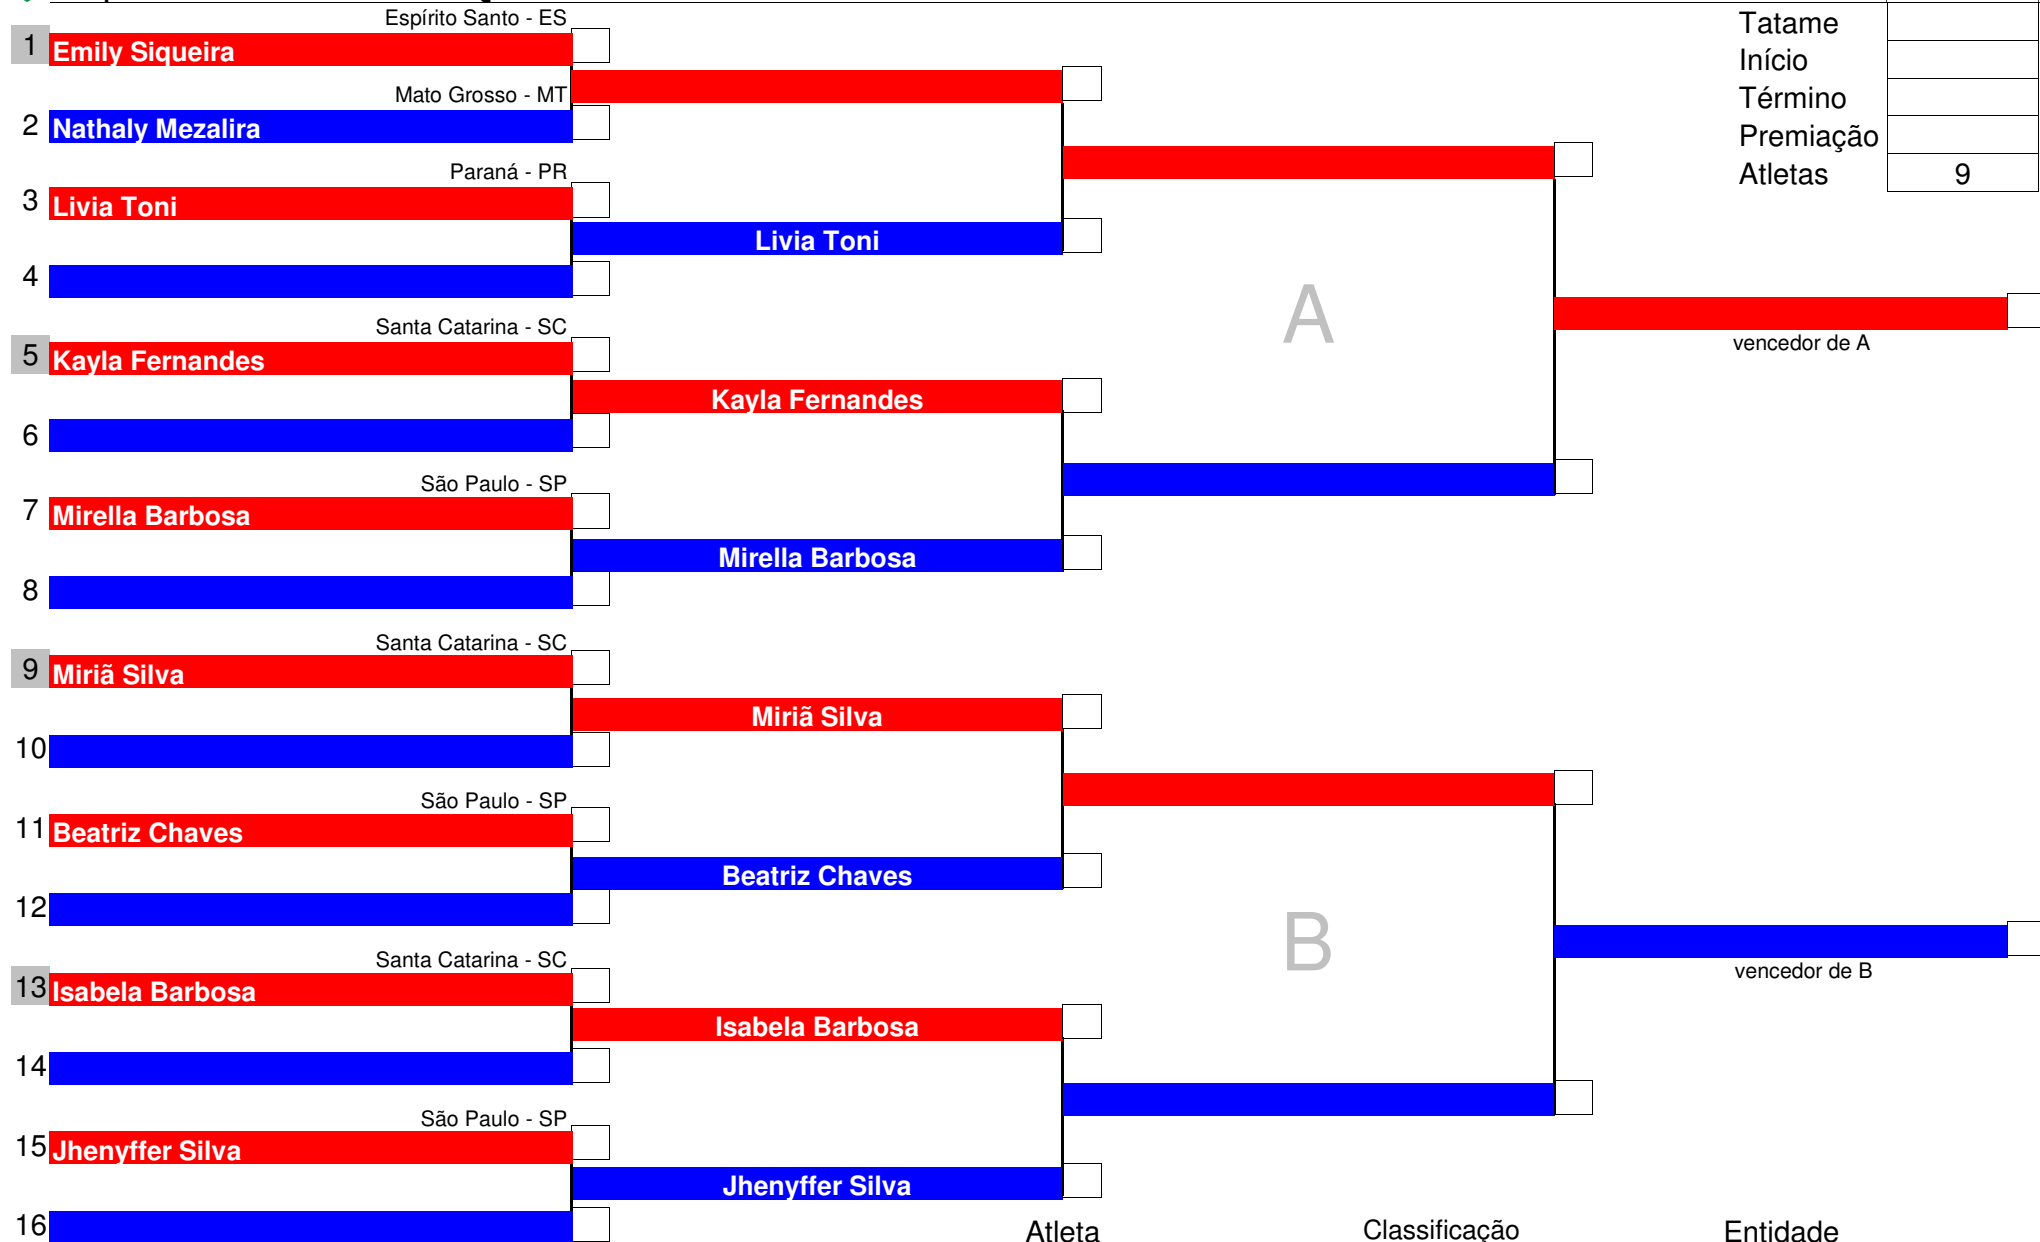 Espírito Santo - ES
1 Emily Siqueira
Mato Grosso - MT
2 Nathaly Mezalira
Paraná - PR
3 Livia Toni
Livia Toni
4
Santa Catarina - SC
5 Kayla Fernandes
Kayla Fernandes
6
São Paulo - SP
7 Mirella Barbosa
Mirella Barbosa
8
Santa Catarina - SC
9 Miriã Silva
Miriã Silva
10
São Paulo - SP
11 Beatriz Chaves
Beatriz Chaves
12
Santa Catarina - SC
13 Isabela Barbosa
Isabela Barbosa
14
São Paulo - SP
15 Jhenyffer Silva
Jhenyffer Silva
16
A
B
vencedor de A
vencedor de B
Tatame
Início
Término
Premiação
Atletas 9
Atleta Classificação Entidade